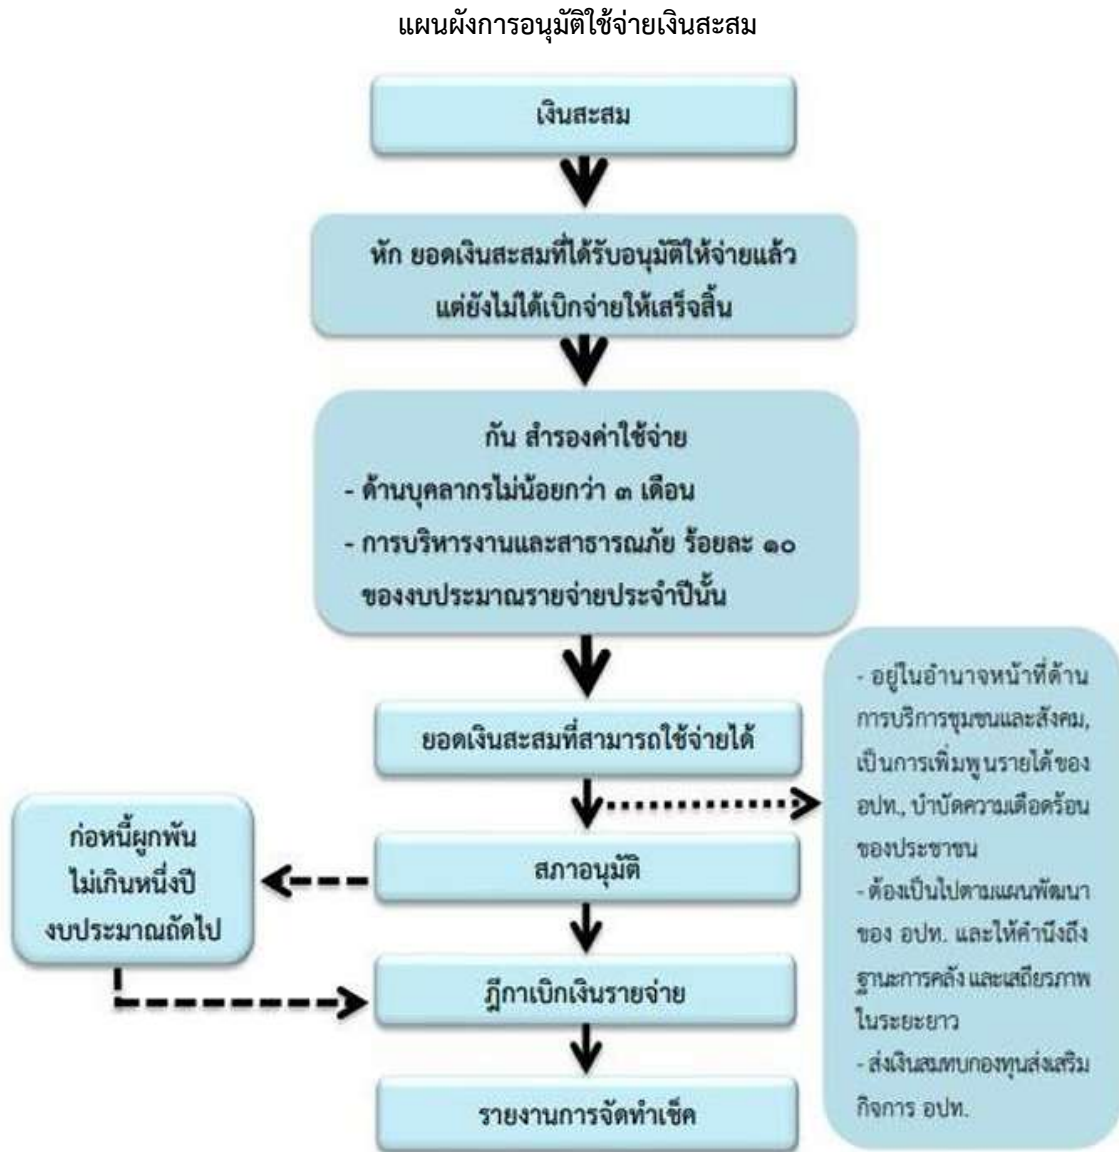 แผนผังการอนุมัติใช้จ่ายเงินสะสม
เงินสะสม
หัก ยอดเงินสะสมที่ได้รับอนุมัติให้จ่ายแล้ว
แต่ยังไม่ได้เบิกจ่ายให้เสร็จสิ้น
กัน สำรองค่าใช้จ่าย
- ด้านบุคลากรไม่น้อยกว่า ๓ เดือน
- การบริหารงานและสาธารณภัย ร้อยละ ๑๐
ของงบประมาณรายจ่ายประจำปีนั้น
ยอดเงินสะสมที่สามารถใช้จ่ายได้
- อยู่ในอำนาจหน้าที่ด้าน
การบริการชุมชนและสังคม,
เป็นการเพิ่มพูนรายได้ของ
อปท., บำบัดความเดือดร้อน
ของประชาชน
- ต้องเป็นไปตามแผนพัฒนา
ของ อปท. และให้คำนึงถึง
ฐานะการคลัง และเสถียรภาพ
ในระยะยาว
- ส่งเงินสมทบกองทุนส่งเสริม
กิจการ อปท.
สภาอนุมัติ
ก่อหนี้ผูกพัน
ไม่เกินหนึ่งปี
งบประมาณถัดไป
ฎีกาเบิกเงินรายจ่าย
รายงานการจัดทำเช็ค